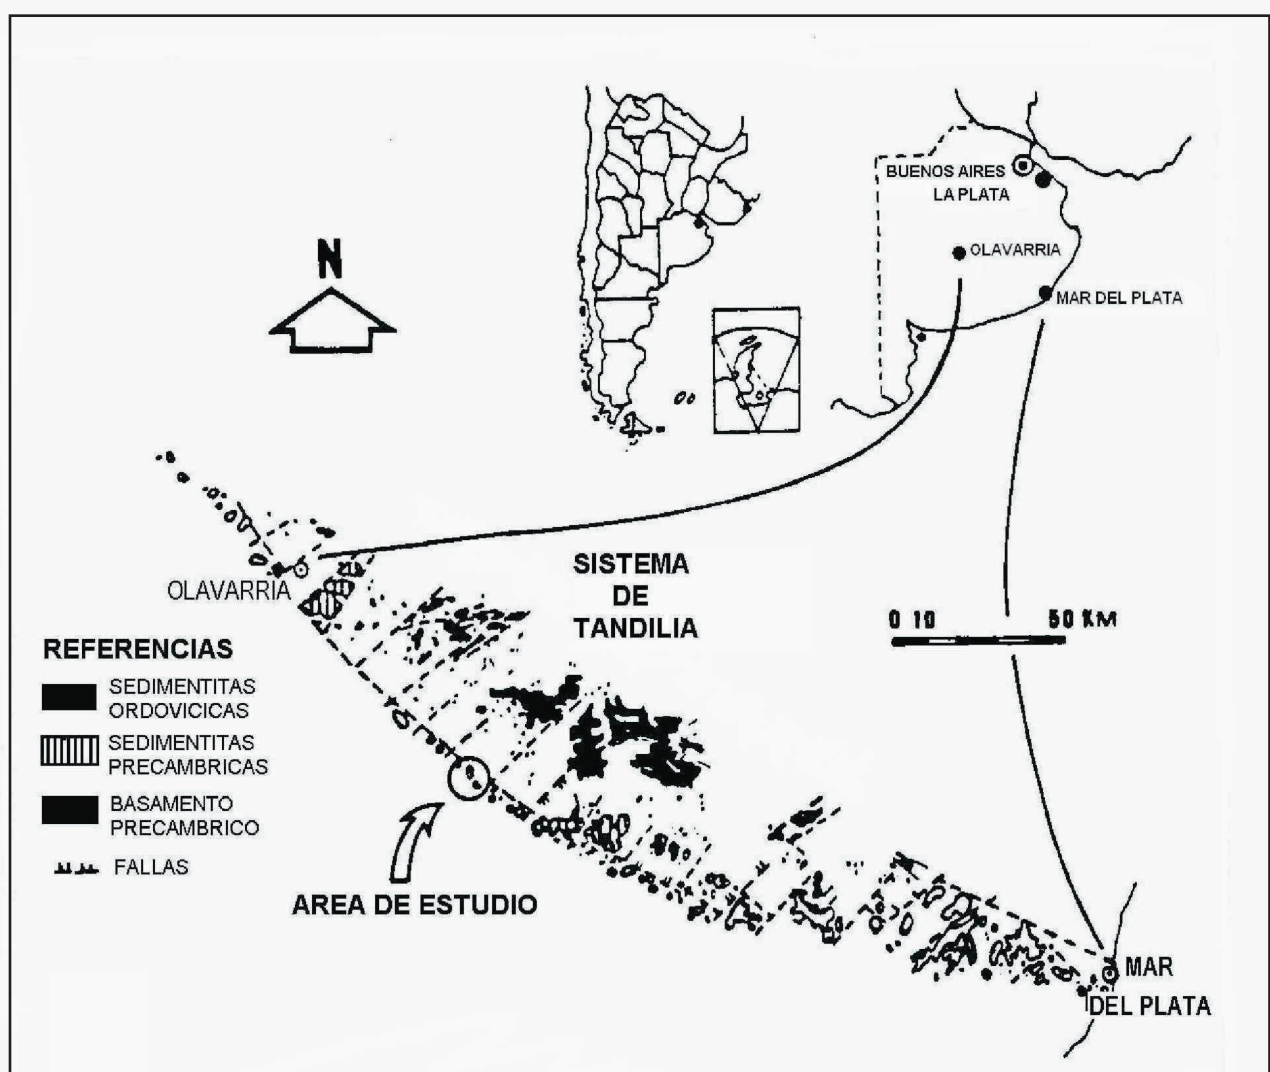 N
BUENOS AIRES
LA PLATA
OLAVARRIA
MAR DEL PLATA
SISTEMA
DE
TANDILIA
OLAVARRIA
0 10 50 KM
REFERENCIAS
SEDIMENTITAS
ORDOVICICAS
SEDIMENTITAS
PRECAMBRICAS
BASAMENTO
PRECAMBRICO
FALLAS
AREA DE ESTUDIO
MAR
DEL PLATA